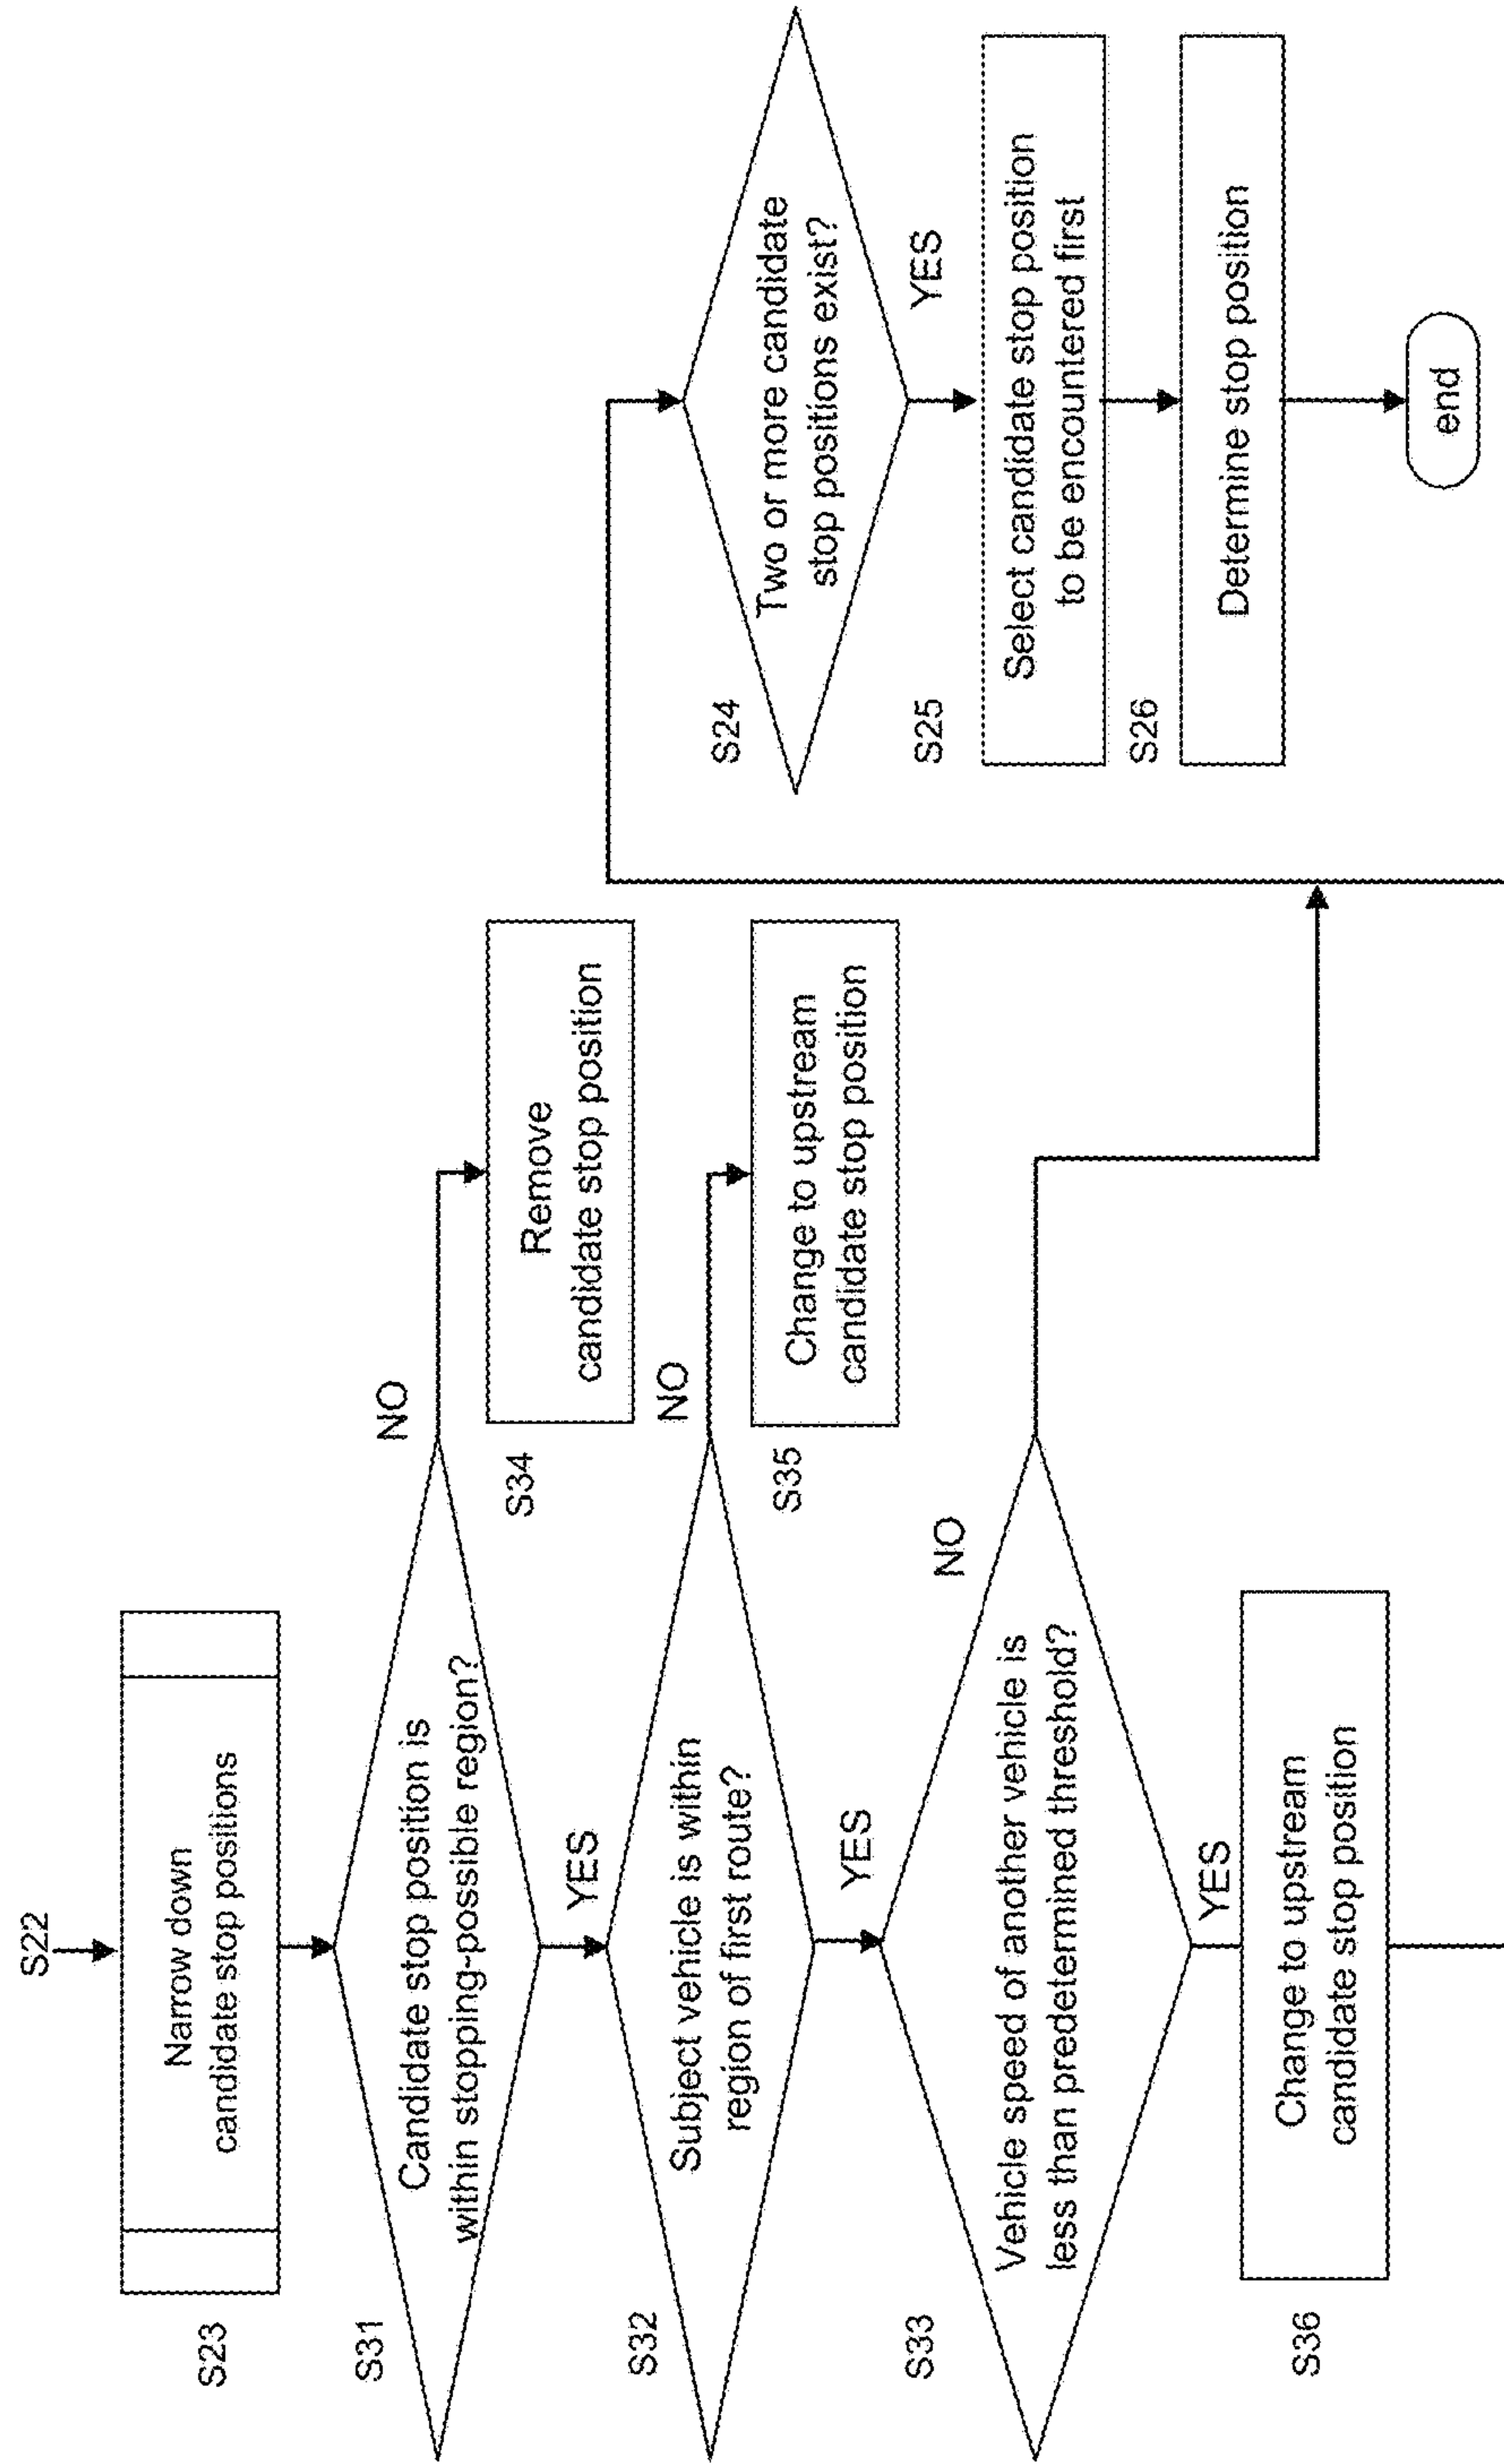 S22
S23
Narrow down
candidate stop positions
S31
Candidate stop position is
within stopping-possible region?
NO
YES
S34
Remove
candidate stop position
S32
Subject vehicle is within
region of first route?
NO
YES
S35
Change to upstream
candidate stop position
S33
Vehicle speed of another vehicle is
less than predetermined threshold?
NO
YES
S36
Change to upstream
candidate stop position
S24
Two or more candidate
stop positions exist?
YES
S25
Select candidate stop position
to be encountered first
S26
Determine stop position
end